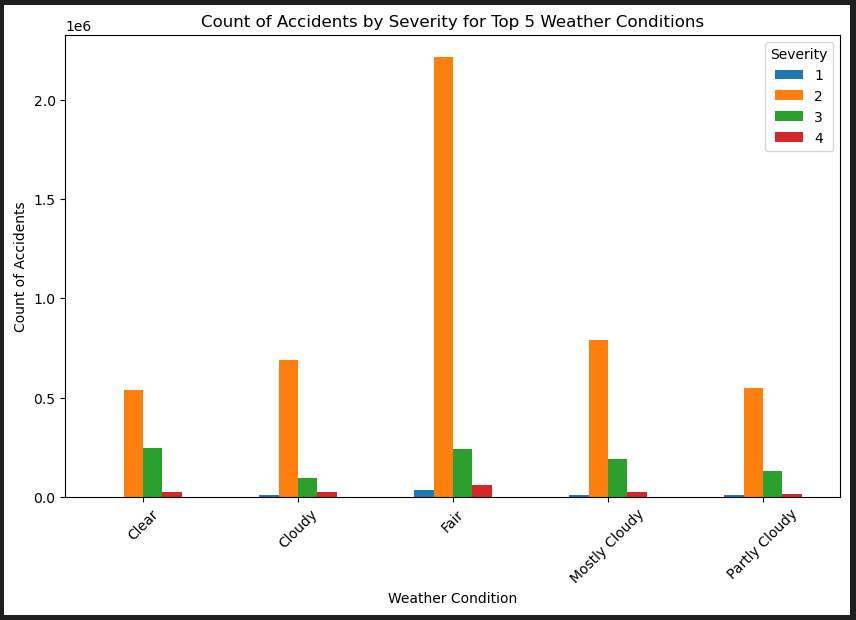 Count of Accidents by Severity for Top 5 Weather Conditions
1e6
Severity
1
2
3
4
2.0
1.5
1.0
0.5
0.0
Count of Accidents
Clear
Cloudy
Fair
Mostly Cloudy
Partly Cloudy
Weather Condition